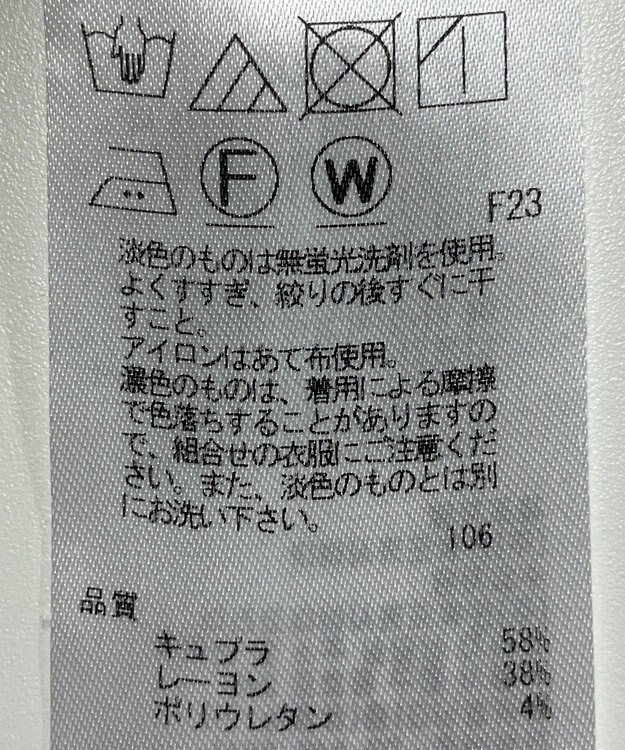 F W
F23
淡色のものは無蛍光洗剤を使用。
よくすすぎ、絞りの後すぐに干
すこと。
アイロンはあて布使用。
濃色のものは、着用による摩擦
で色落ちすることがありますの
で、組合せの衣服にご注意くだ
さい。また、淡色のものとは別
にお洗い下さい。
106
品質
キュプラ 58%
レーヨン 38%
ポリウレタン 4%